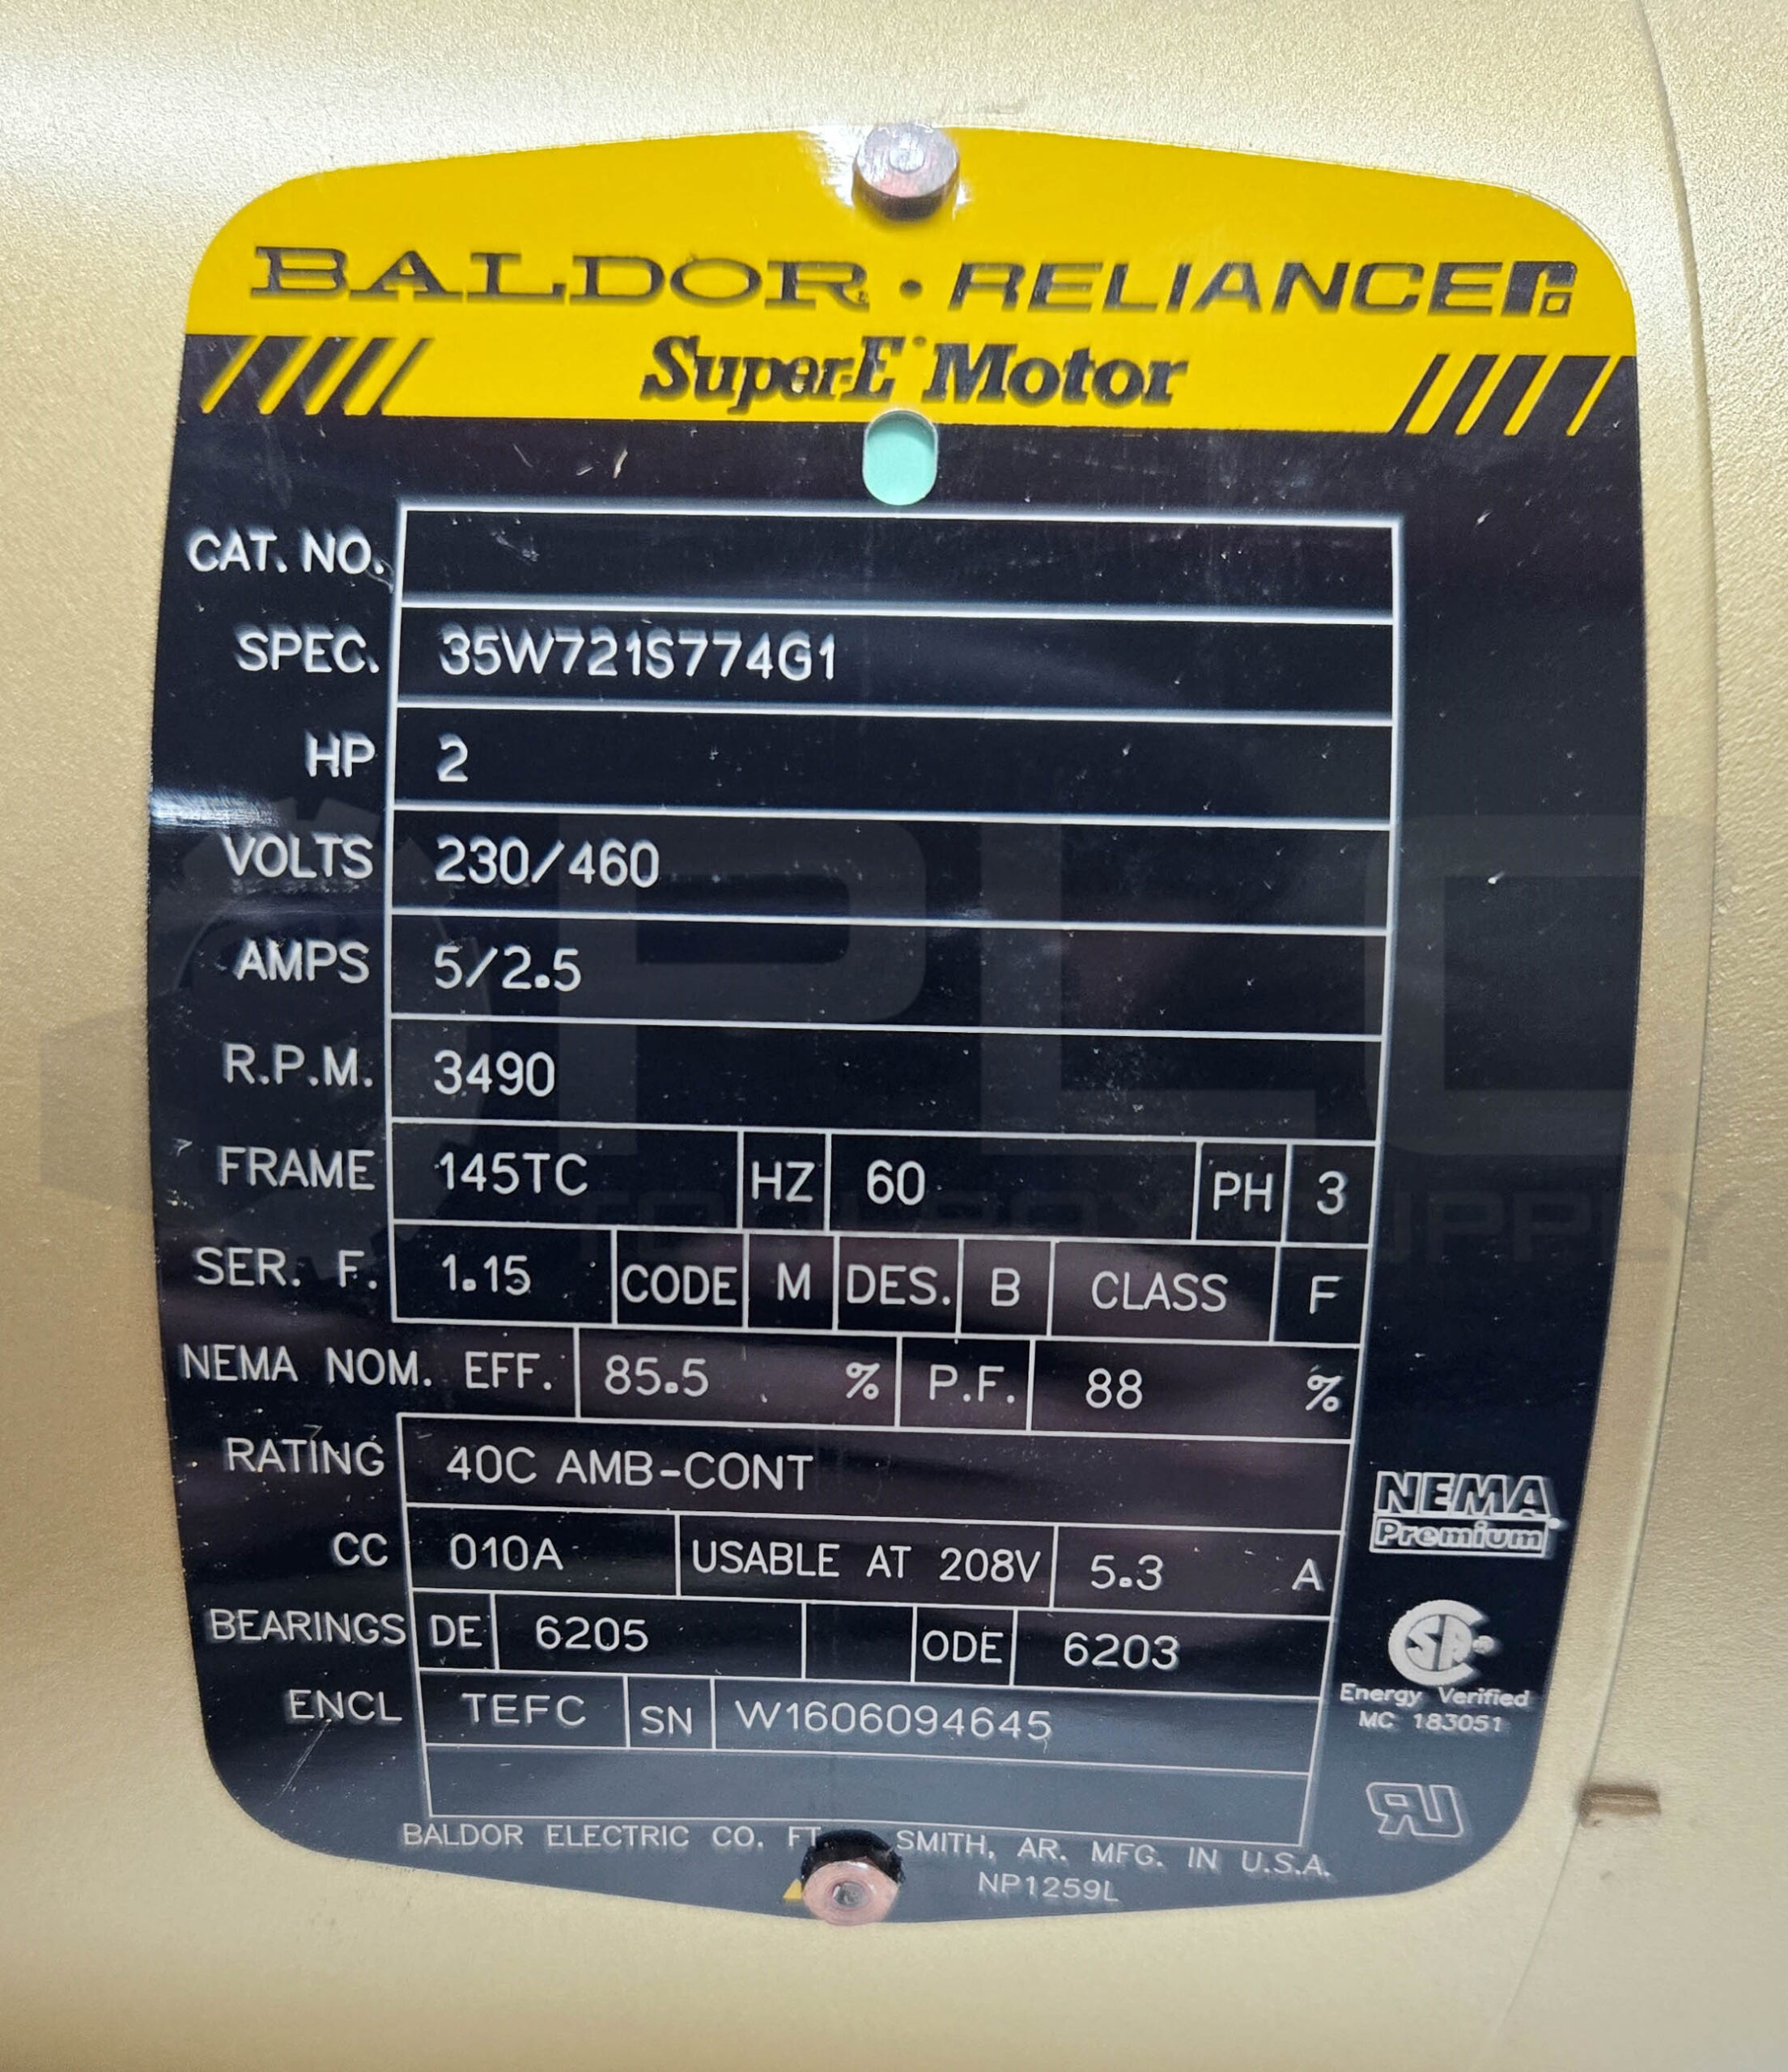 BALDOR • RELIANCE
Super-E Motor
CAT. NO.
SPEC. 35W721S774G1
HP 2
VOLTS 230/460
AMPS 5/2.5
R.P.M. 3490
FRAME 145TC HZ 60 PH 3
SER. F. 1.15 CODE M DES. B CLASS F
NEMA NOM. EFF. 85.5 % P.F. 88 %
RATING 40C AMB-CONT
CC 010A USABLE AT 208V 5.3 A
BEARINGS DE 6205 ODE 6203
ENCL TEFC SN W1606094645
NEMA
Premium
Energy Verified
MC 183051
BALDOR ELECTRIC CO. FT SMITH, AR. MFG. IN U.S.A.
NP1259L
PLC
TOOLBOX SUPPLY